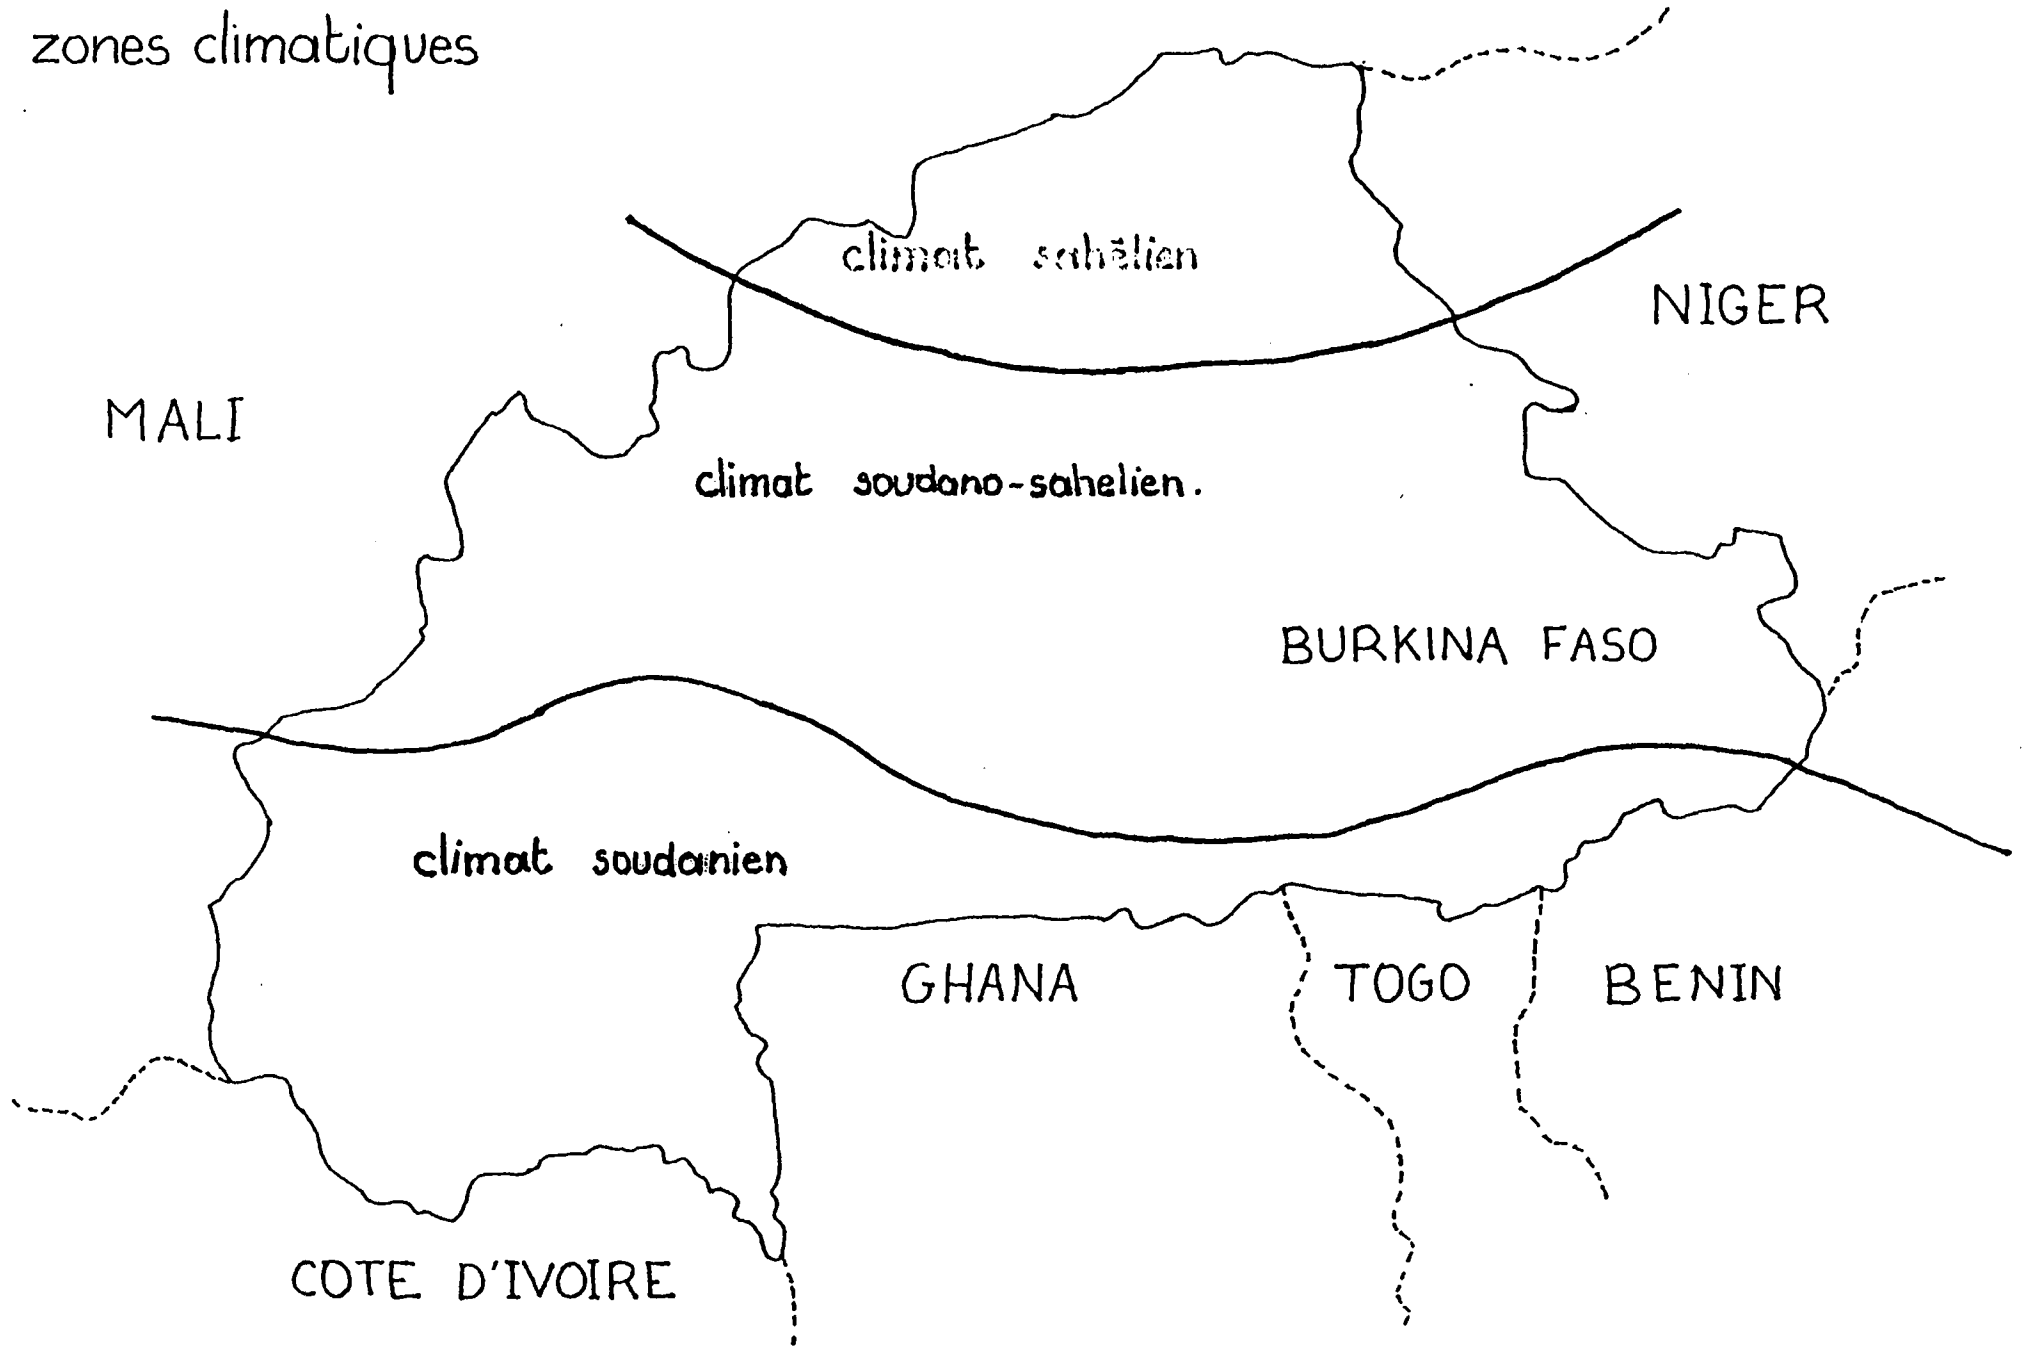 zones climatiques
climat sahélien
NIGER
MALI
climat soudano-sahelien.
BURKINA FASO
climat soudanien
GHANA
TOGO
BENIN
COTE D'IVOIRE